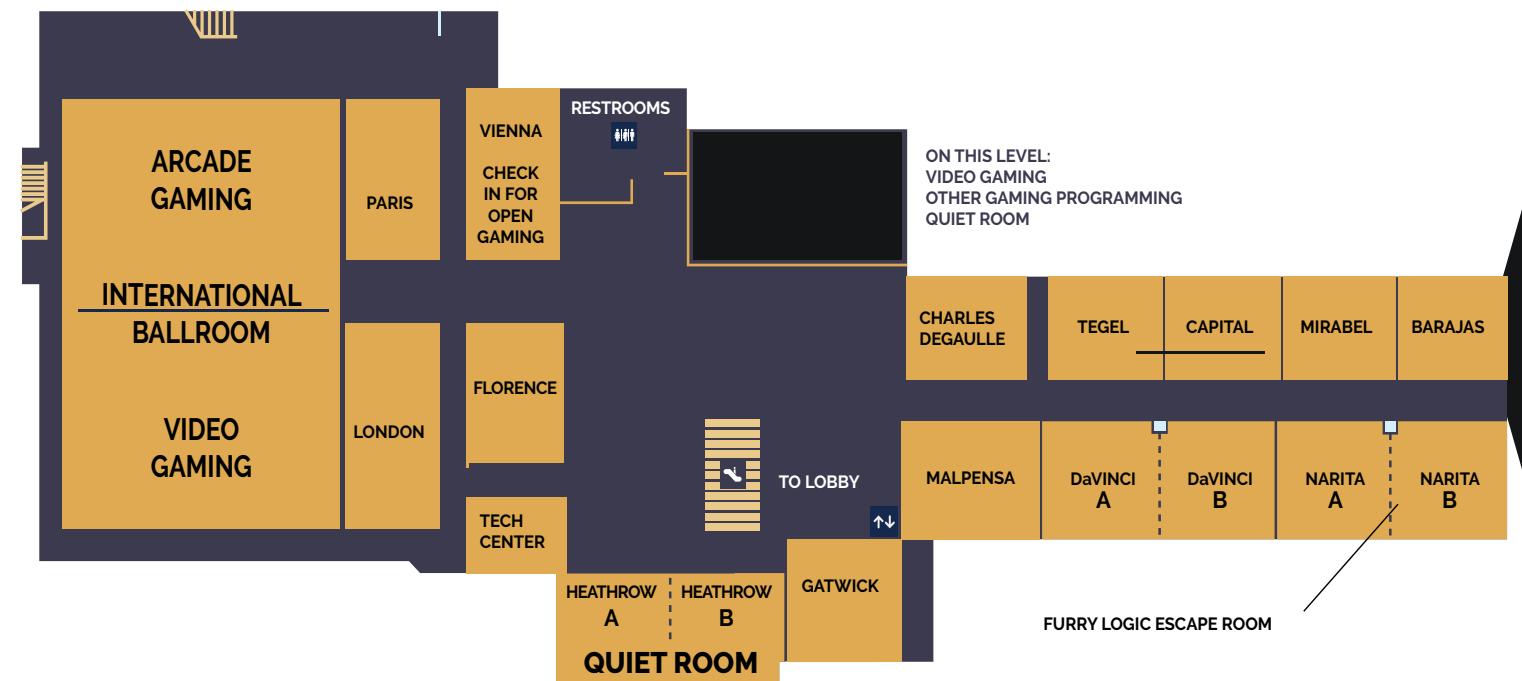 ARCADE
GAMING
INTERNATIONAL
BALLROOM
VIDEO
GAMING
PARIS
LONDON
VIENNA
CHECK
IN FOR
OPEN
GAMING
RESTROOMS
FLORENCE
TECH
CENTER
HEATHROW
A
HEATHROW
B
QUIET ROOM
TO LOBBY
GATWICK
ON THIS LEVEL:
VIDEO GAMING
OTHER GAMING PROGRAMMING
QUIET ROOM
CHARLES
DEGAULLE
TEGEL
CAPITAL
MIRABEL
BARAJAS
MALPENSA
DaVINCI
A
DaVINCI
B
NARITA
A
NARITA
B
FURRY LOGIC ESCAPE ROOM